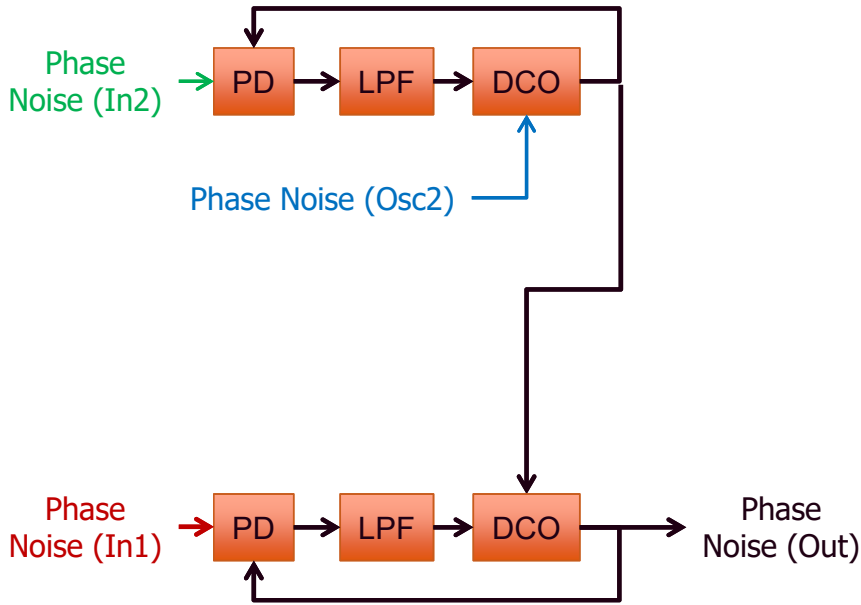 Phase
Noise (In2)
PD
LPF
DCO
Phase Noise (Osc2)
Phase
Noise (In1)
PD
LPF
DCO
Phase
Noise (Out)